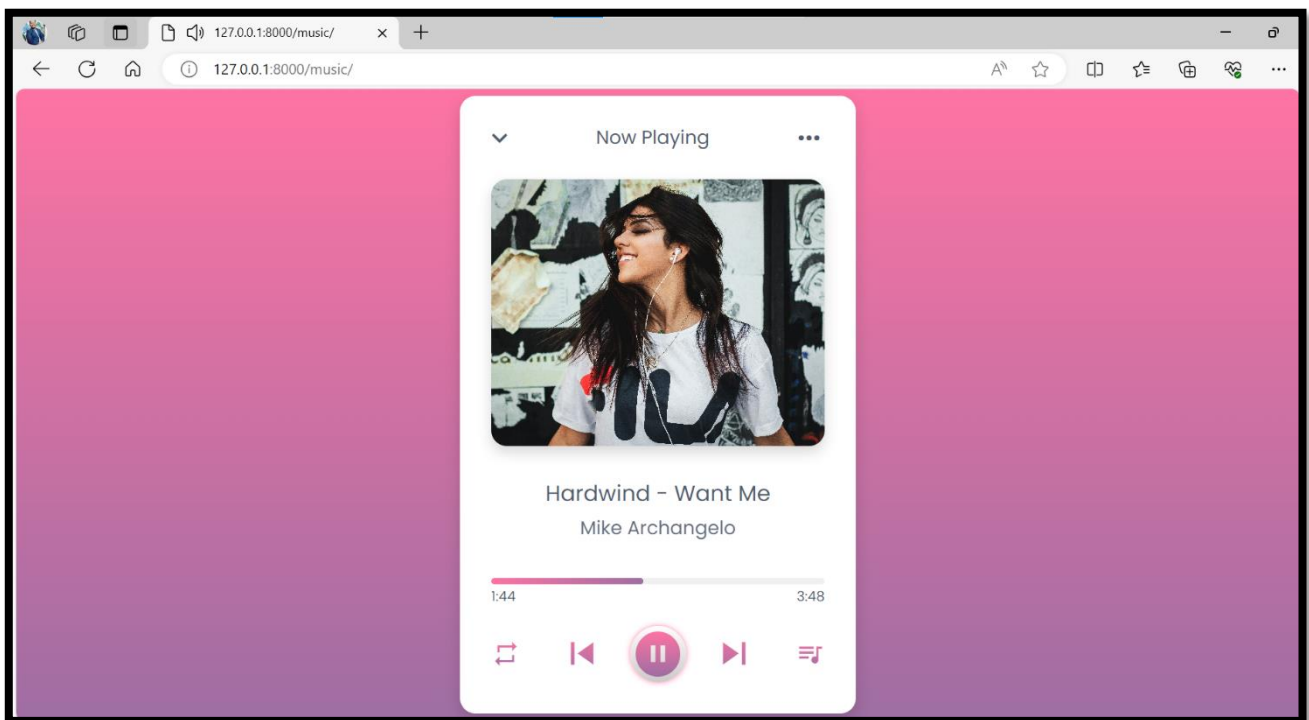 127.0.0.1:8000/music/
127.0.0.1:8000/music/
Now Playing
Hardwind - Want Me
Mike Archangelo
1:44 3:48